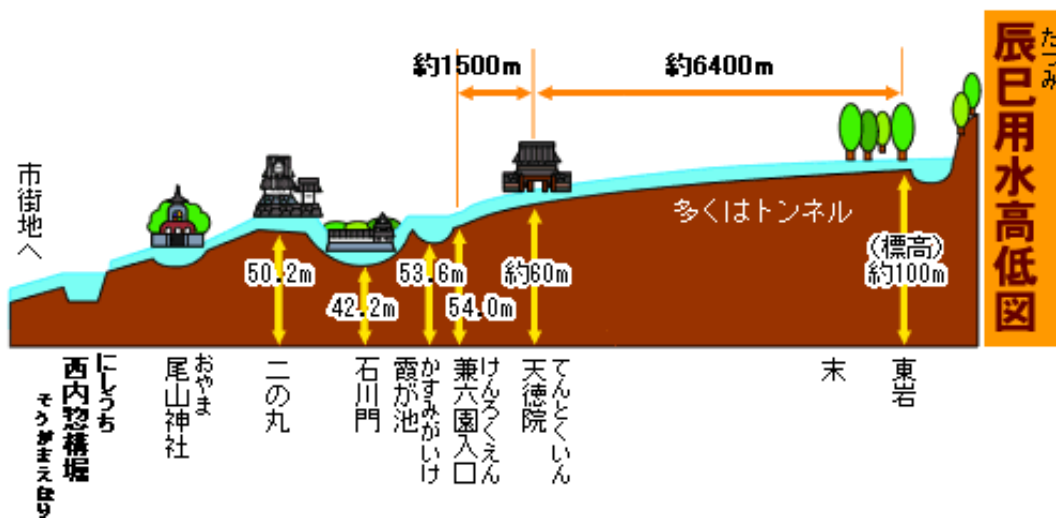 辰巳用水高低図
たつみ
約1500m
約6400m
市街地へ
多くはトンネル
50.2m
42.2m
53.6m
54.0m
約60m
(標高)
約100m
西内惣構堀
にしうち
そうがまえぼり
尾山神社
おやま
二の丸
石川門
霞が池
かすみがいけ
兼六園入口
けんろくえん
天徳院
てんとくいん
末
東岩